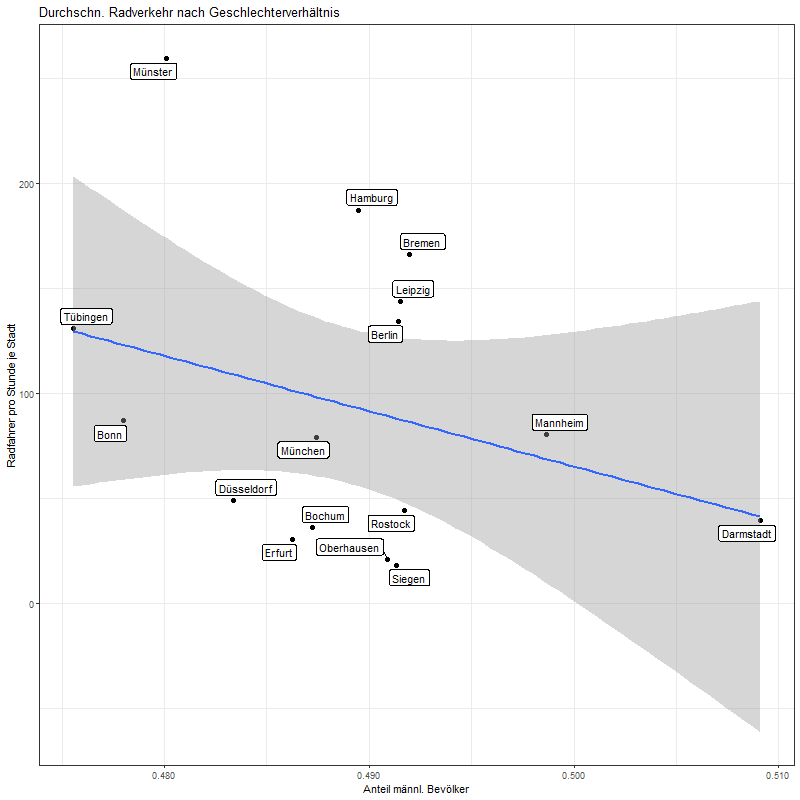 Durchschn. Radverkehr nach Geschlechterverhältnis
Münster
200
Hamburg
Bremen
Leipzig
Tübingen
Berlin
100
Mannheim
Bonn
München
Düsseldorf
Bochum
Rostock
Darmstadt
Oberhausen
Erfurt
Siegen
0
Radfahrer pro Stunde je Stadt
0.480 0.490 0.500 0.510
Anteil männl. Bevölker